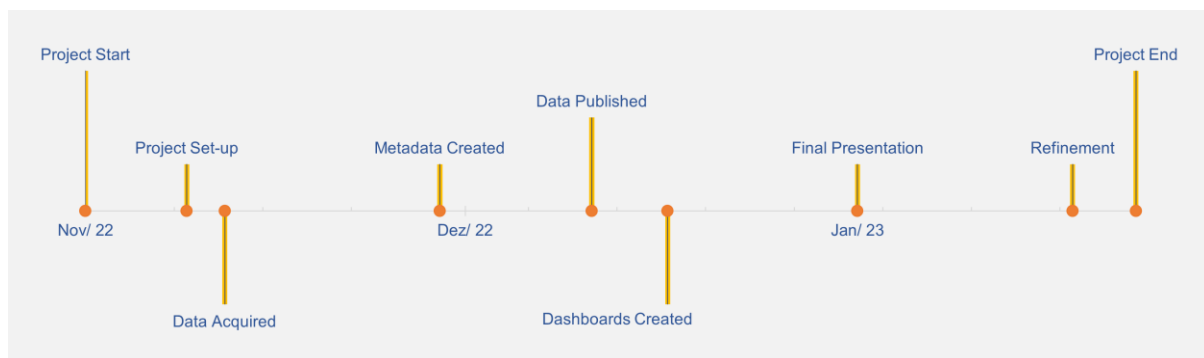 Project Start
Project End
Data Published
Project Set-up
Metadata Created
Final Presentation
Refinement
Nov/ 22
Dez/ 22
Jan/ 23
Data Acquired
Dashboards Created